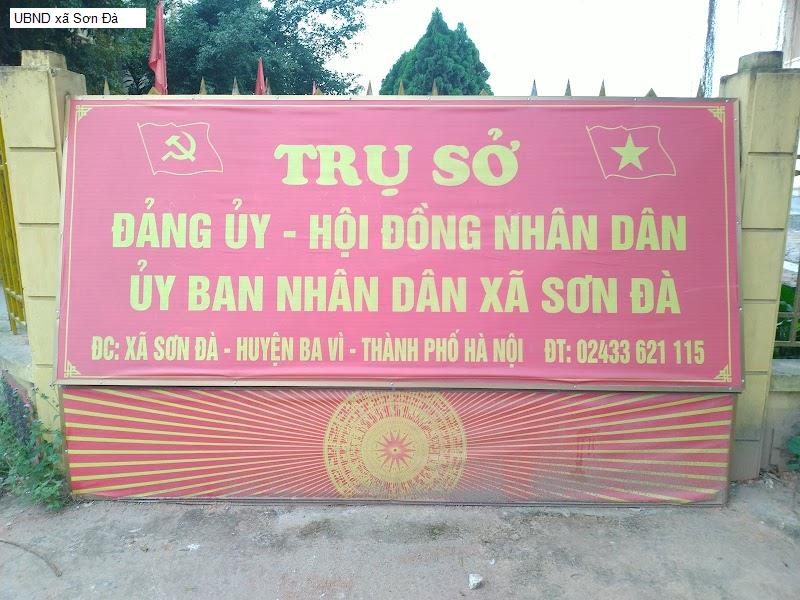 UBND xã Sơn Đà
TRỤ SỞ
ĐẢNG ỦY - HỘI ĐỒNG NHÂN DÂN
ỦY BAN NHÂN DÂN XÃ SƠN ĐÀ
ĐC: XÃ SƠN ĐÀ - HUYỆN BA VÌ - THÀNH PHỐ HÀ NỘI ĐT: 02433 621 115